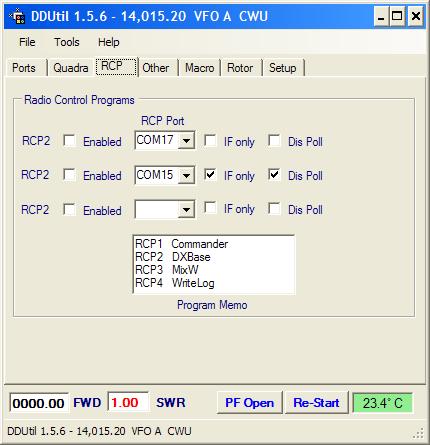 DDUtil 1.5.6 - 14,015.20 VFO A CWU
File Tools Help
Ports Quadra RCP Other Macro Rotor Setup
Radio Control Programs
RCP Port
RCP2 Enabled COM17 IF only Dis Poll
RCP2 Enabled COM15 IF only Dis Poll
RCP2 Enabled IF only Dis Poll
RCP1 Commander
RCP2 DXBase
RCP3 MixW
RCP4 WriteLog
Program Memo
0000.00 FWD 1.00 SWR PF Open Re-Start 23.4° C
DDUtil 1.5.6 - 14,015.20 VFO A CWU